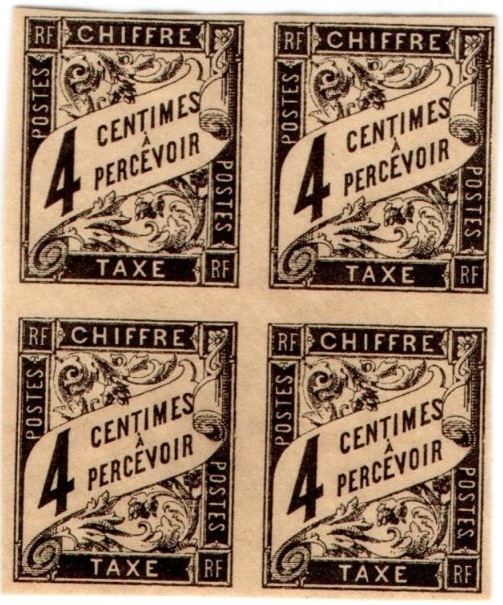 RF CHIFFRE
POSTES
4 CENTIMES
À
PERCEVOIR
POSTES
TAXE RF
RF CHIFFRE
POSTES
4 CENTIMES
À
PERCEVOIR
POSTES
TAXE RF
RF CHIFFRE
POSTES
4 CENTIMES
À
PERCEVOIR
POSTES
TAXE RF
RF CHIFFRE
POSTES
4 CENTIMES
À
PERCEVOIR
POSTES
TAXE RF